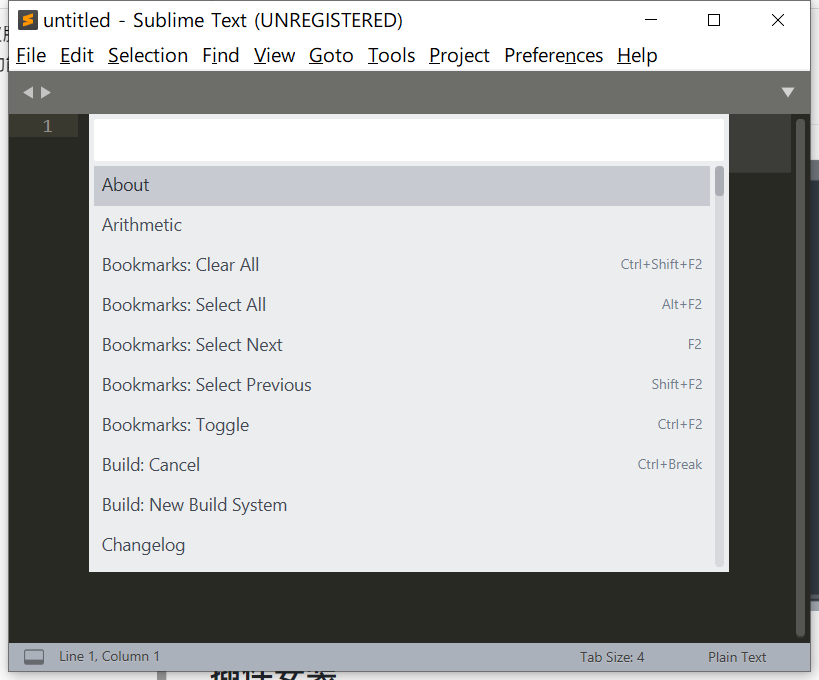 untitled - Sublime Text (UNREGISTERED)
File Edit Selection Find View Goto Tools Project Preferences Help
1
About
Arithmetic
Bookmarks: Clear All Ctrl+Shift+F2
Bookmarks: Select All Alt+F2
Bookmarks: Select Next F2
Bookmarks: Select Previous Shift+F2
Bookmarks: Toggle Ctrl+F2
Build: Cancel Ctrl+Break
Build: New Build System
Changelog
Line 1, Column 1 Tab Size: 4 Plain Text